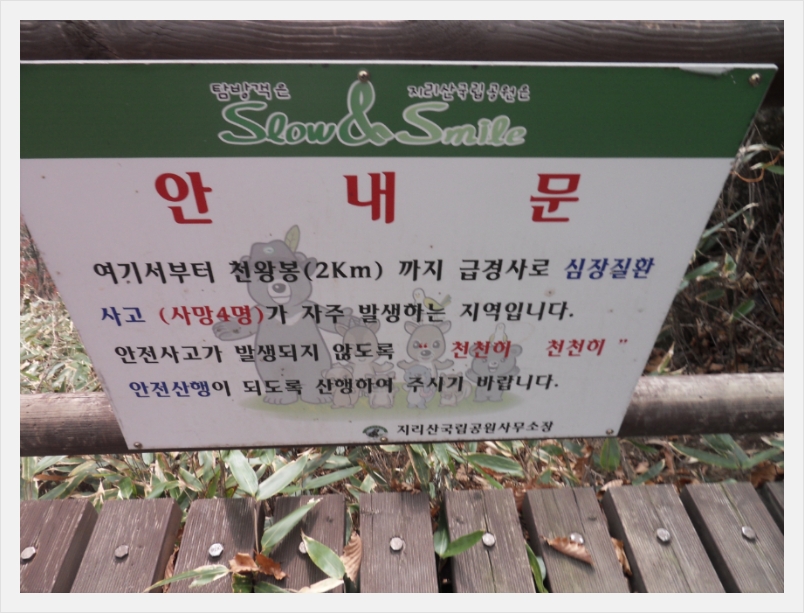 탐방객은 지리산국립공원은
Slow & Smile
안 내 문
여기서부터 천왕봉(2Km) 까지 급경사로 심장질환
사고 (사망4명)가 자주 발생하는 지역입니다.
안전사고가 발생되지 않도록 “ 천천히 천천히 ”
안전산행이 되도록 산행하여 주시기 바랍니다.
지리산국립공원사무소장